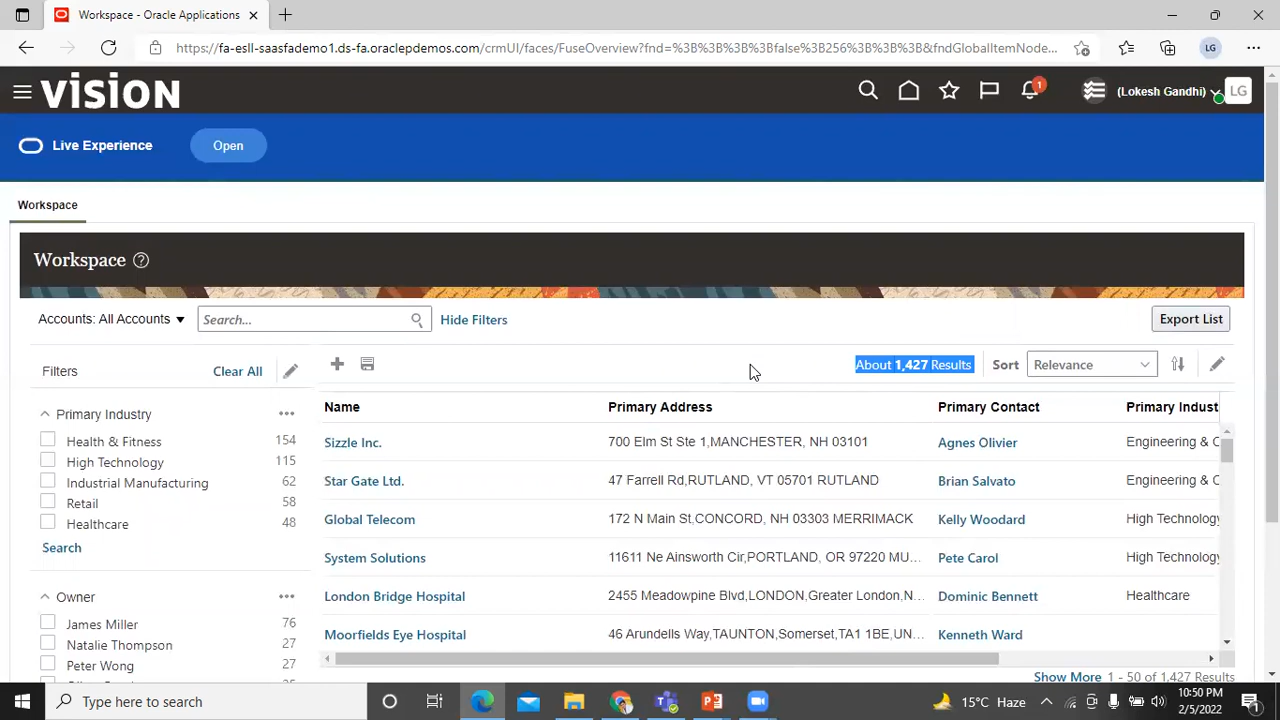 Workspace - Oracle Applications
https://fa-esll-saasfademo1.ds-fa.oraclepdemos.com/crmUI/faces/FuseOverview?fnd=%3B%3B%3B%3Bfalse%3B256%3B%3B%3B&fndGlobalItemNode...
LG
VISION
1
(Lokesh Gandhi)
LG
Live Experience
Open
Workspace
Workspace ?
Accounts: All Accounts
Search...
Hide Filters
Export List
Filters
Clear All
About 1,427 Results
Sort
Relevance
Name Primary Address Primary Contact Primary Indust
Primary Industry
Health & Fitness 154
High Technology 115
Industrial Manufacturing 62
Retail 58
Healthcare 48
Search
Owner
James Miller 76
Natalie Thompson 27
Peter Wong 27
Sizzle Inc. 700 Elm St Ste 1,MANCHESTER, NH 03101 Agnes Olivier Engineering & C
Star Gate Ltd. 47 Farrell Rd,RUTLAND, VT 05701 RUTLAND Brian Salvato Engineering & C
Global Telecom 172 N Main St,CONCORD, NH 03303 MERRIMACK Kelly Woodard High Technology
System Solutions 11611 Ne Ainsworth Cir,PORTLAND, OR 97220 MU... Pete Carol High Technology
London Bridge Hospital 2455 Meadowpine Blvd,LONDON,Greater London,N... Dominic Bennett Healthcare
Moorfields Eye Hospital 46 Arundells Way,TAUNTON,Somerset,TA1 1BE,UN... Kenneth Ward
Show More 1 - 50 of 1,427 Results
Type here to search
15°C Haze
10:50 PM
2/5/2022
1